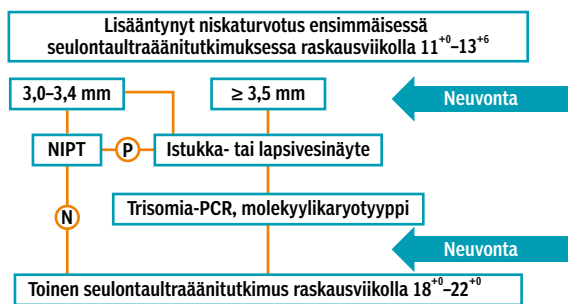 Lisääntynyt niskaturvotus ensimmäisessä
seulontaultraäänitutkimuksessa raskausviikolla 11⁺⁰–13⁺⁶
3,0–3,4 mm
≥ 3,5 mm
Neuvonta
NIPT
P
Istukka- tai lapsivesinäyte
N
Trisomia-PCR, molekyylikaryotyyppi
Neuvonta
Toinen seulontaultraäänitutkimus raskausviikolla 18⁺⁰–22⁺⁰